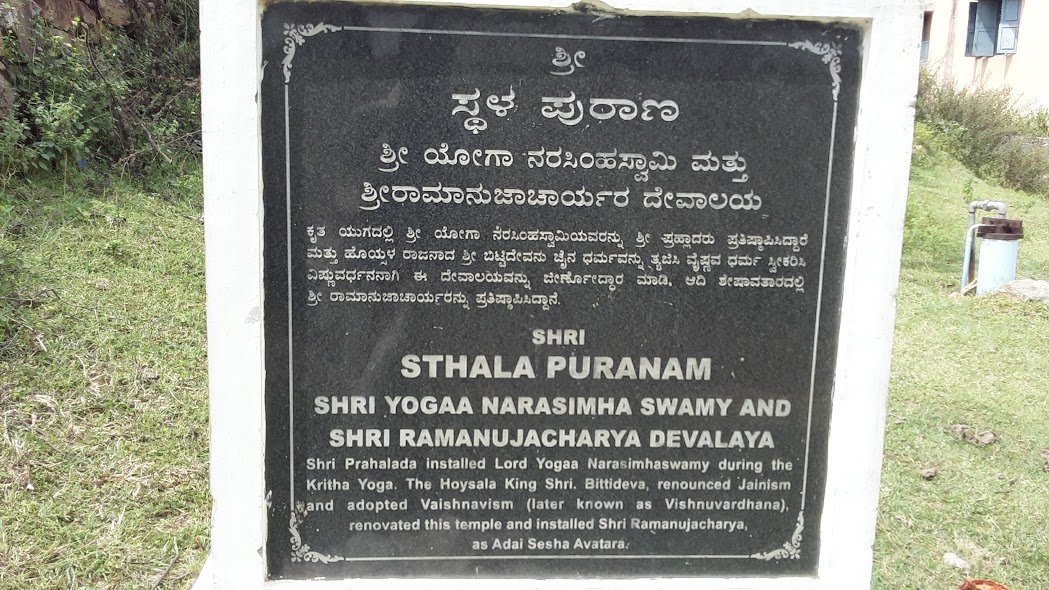 ಶ್ರೀ
ಸ್ಥಳ ಪುರಾಣ
ಶ್ರೀ ಯೋಗಾ ನರಸಿಂಹಸ್ವಾಮಿ ಮತ್ತು
ಶ್ರೀರಾಮಾನುಜಾಚಾರ್ಯರ ದೇವಾಲಯ
ಕೃತ ಯುಗದಲ್ಲಿ ಶ್ರೀ ಯೋಗಾ ನರಸಿಂಹಸ್ವಾಮಿಯವರನ್ನು ಶ್ರೀ ಪ್ರಹ್ಲಾದರು ಪ್ರತಿಷ್ಠಾಪಿಸಿದ್ದಾರೆ
ಮತ್ತು ಹೊಯ್ಸಳ ರಾಜನಾದ ಶ್ರೀ ಬಿಟ್ಟಿದೇವನು ಜೈನ ಧರ್ಮವನ್ನು ತ್ಯಜಿಸಿ ವೈಷ್ಣವ ಧರ್ಮ ಸ್ವೀಕರಿಸಿ
ವಿಷ್ಣುವರ್ಧನನಾಗಿ ಈ ದೇವಾಲಯವನ್ನು ಜೀರ್ಣೋದ್ಧಾರ ಮಾಡಿ, ಆದಿ ಶೇಷಾವತಾರದಲ್ಲಿ
ಶ್ರೀ ರಾಮಾನುಜಾಚಾರ್ಯರನ್ನು ಪ್ರತಿಷ್ಠಾಪಿಸಿದ್ದಾನೆ.
SHRI
STHALA PURANAM
SHRI YOGAA NARASIMHA SWAMY AND
SHRI RAMANUJACHARYA DEVALAYA
Shri Prahalada installed Lord Yogaa Narasimhaswamy during the
Kritha Yoga. The Hoysala King Shri. Bittideva, renounced Jainism
and adopted Vaishnavism (later known as Vishnuvardhana),
renovated this temple and installed Shri Ramanujacharya,
as Adai Sesha Avatara.